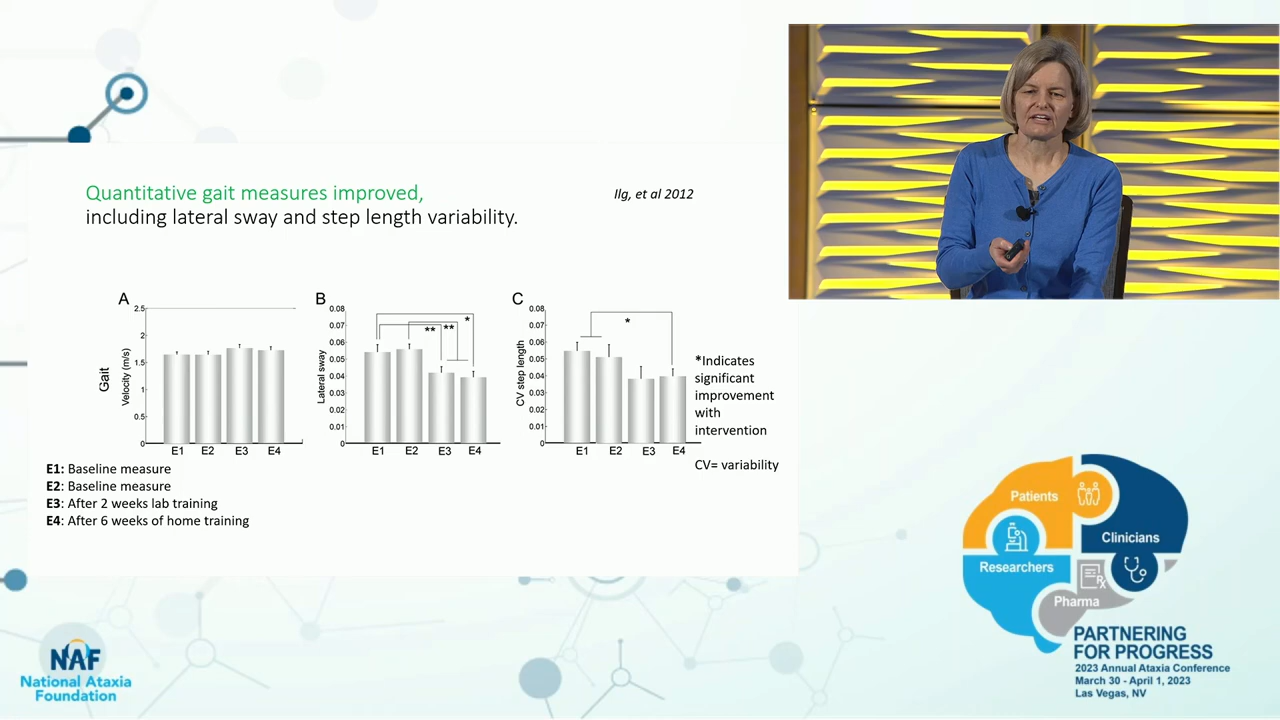 Quantitative gait measures improved,
including lateral sway and step length variability.
Ilg, et al 2012
A
2.5
2
1.5
1
0.5
0
Gait
Velocity (m/s)
E1 E2 E3 E4
B
0.08
0.07
0.06
0.05
0.04
0.03
0.02
0.01
0
Lateral sway
*
** **
E1 E2 E3 E4
C
0.08
0.07
0.06
0.05
0.04
0.03
0.02
0.01
0
CV step length
*
E1 E2 E3 E4
*Indicates
significant
improvement
with
intervention
CV= variability
E1: Baseline measure
E2: Baseline measure
E3: After 2 weeks lab training
E4: After 6 weeks of home training
Patients
Clinicians
Researchers
Rx
Pharma
PARTNERING
FOR PROGRESS
2023 Annual Ataxia Conference
March 30 - April 1, 2023
Las Vegas, NV
NAF
National Ataxia
Foundation